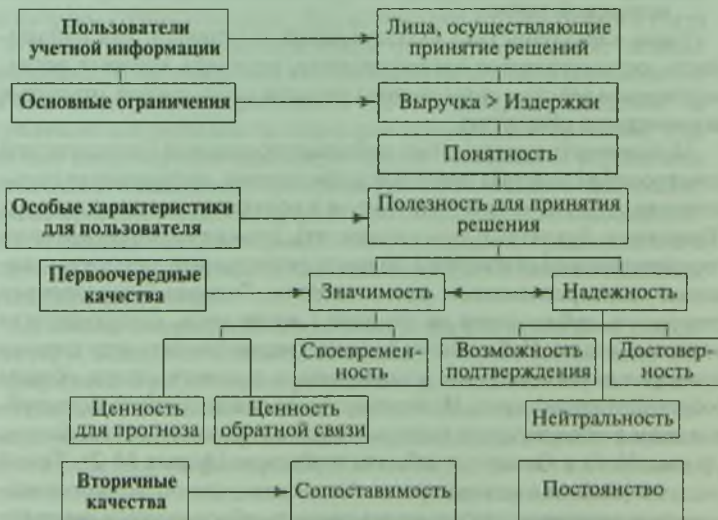 Пользователи
учетной информации
Лица, осуществляющие
принятие решений
Основные ограничения
Выручка > Издержки
Понятность
Особые характеристики
для пользователя
Полезность для принятия
решения
Первоочередные
качества
Значимость
Надежность
Своевремен-
ность
Возможность
подтверждения
Достовер-
ность
Ценность
для прогноза
Ценность
обратной связи
Нейтральность
Вторичные
качества
Сопоставимость
Постоянство